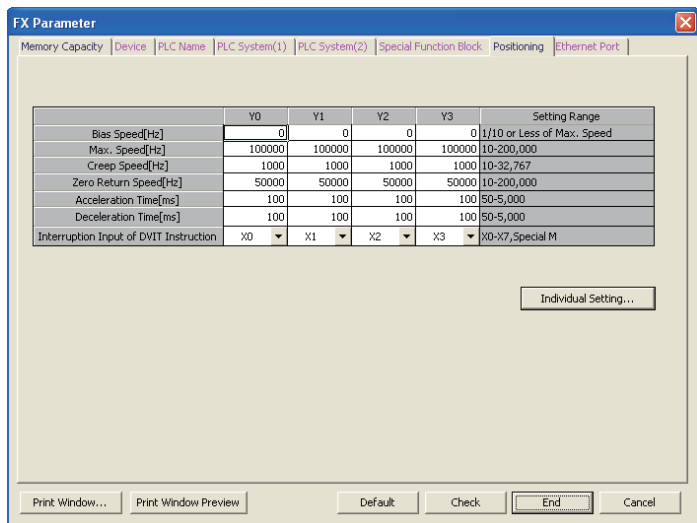 FX Parameter
Memory Capacity Device PLC Name PLC System(1) PLC System(2) Special Function Block Positioning Ethernet Port
Y0 Y1 Y2 Y3 Setting Range
Bias Speed[Hz] 0 0 0 0 1/10 or Less of Max. Speed
Max. Speed[Hz] 100000 100000 100000 100000 10-200,000
Creep Speed[Hz] 1000 1000 1000 1000 10-32,767
Zero Return Speed[Hz] 50000 50000 50000 50000 10-200,000
Acceleration Time[ms] 100 100 100 100 50-5,000
Deceleration Time[ms] 100 100 100 100 50-5,000
Interruption Input of DVIT Instruction X0 X1 X2 X3 X0-X7,Special M
Individual Setting...
Print Window... Print Window Preview Default Check End Cancel